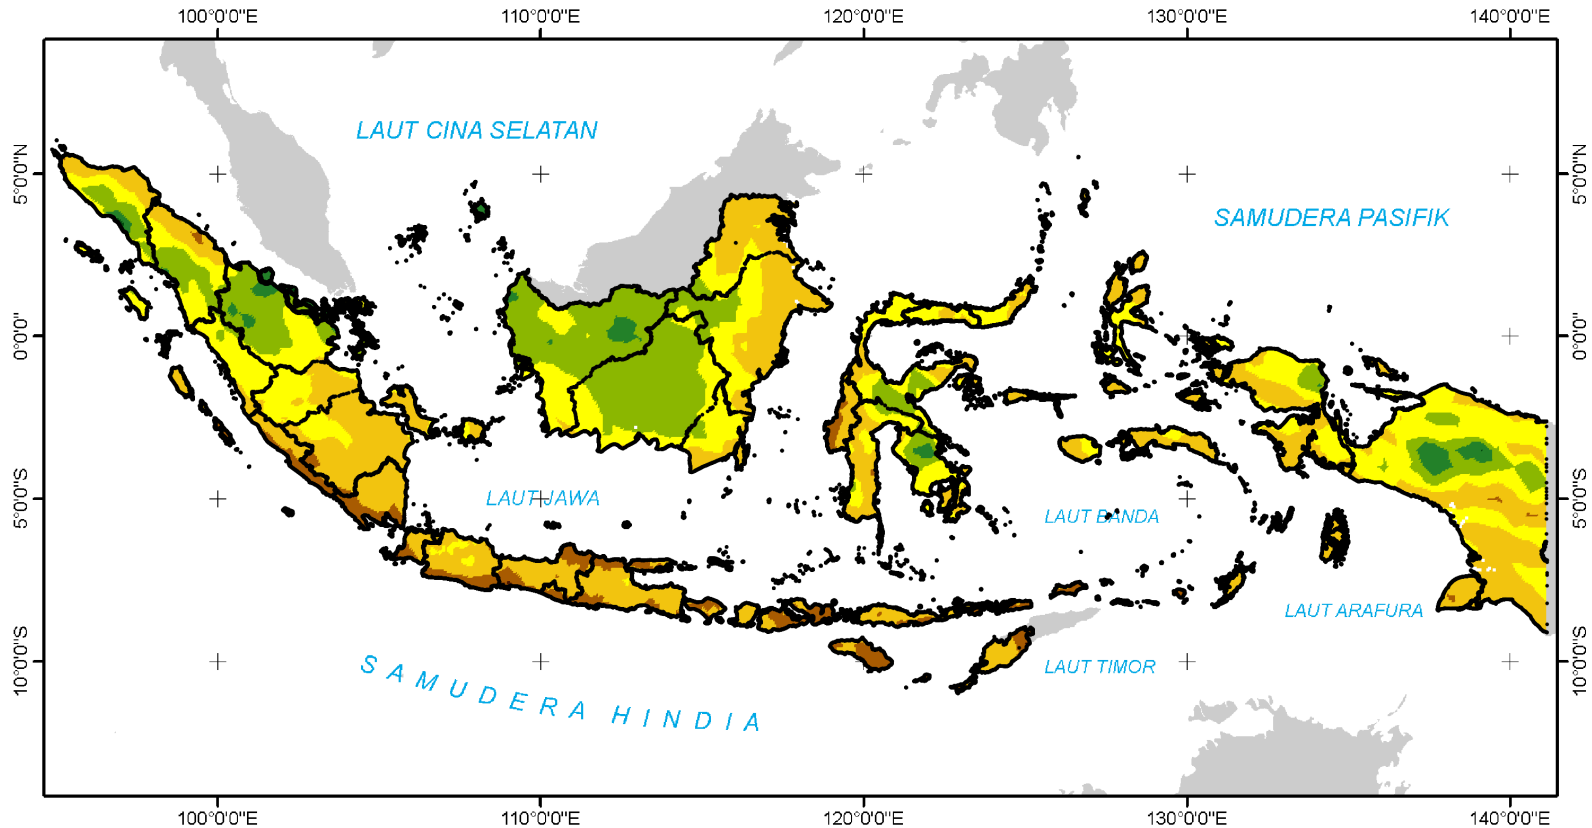 100°0'0"E 110°0'0"E 120°0'0"E 130°0'0"E 140°0'0"E
LAUT CINA SELATAN
5°0'0"N 5°0'0"N
SAMUDERA PASIFIK
0°0'0" 0°0'0"
LAUT JAWA
5°0'0"S 5°0'0"S
LAUT BANDA
LAUT ARAFURA
10°0'0"S 10°0'0"S
LAUT TIMOR
SAMUDERA HINDIA
100°0'0"E 110°0'0"E 120°0'0"E 130°0'0"E 140°0'0"E